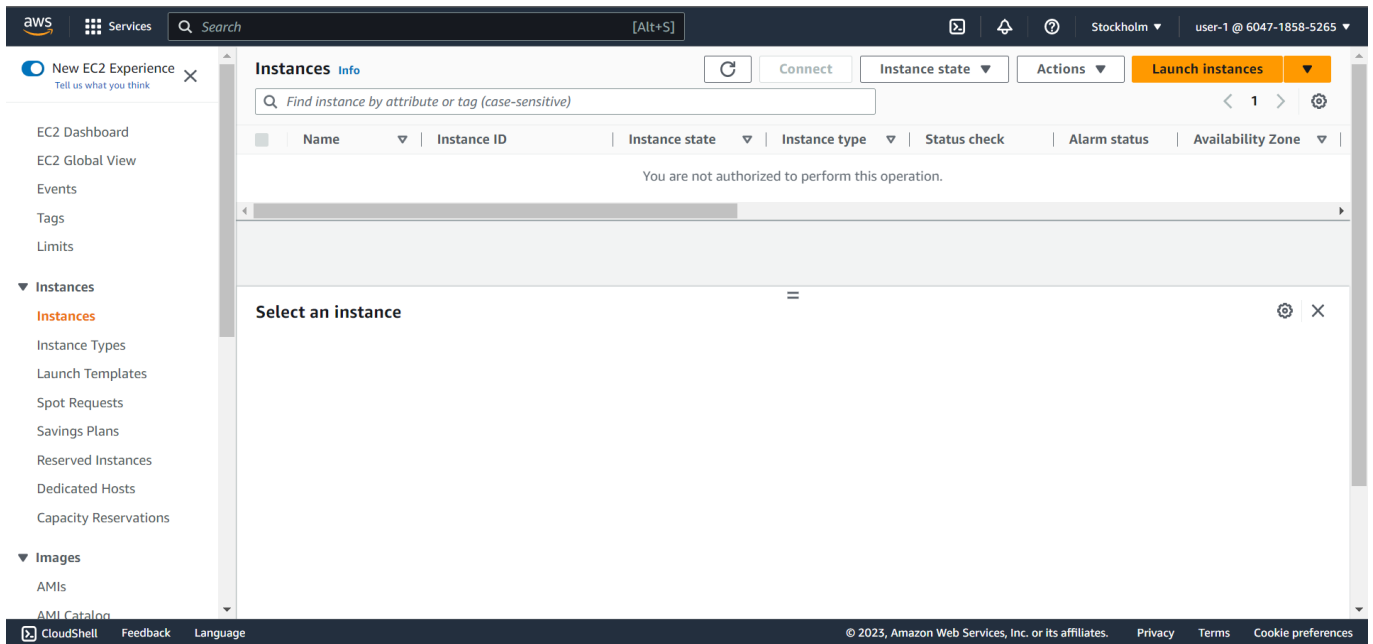 aws Services Search [Alt+S] Stockholm ▼ user-1 @ 6047-1858-5265 ▼
New EC2 Experience
Tell us what you think
EC2 Dashboard
EC2 Global View
Events
Tags
Limits
▼ Instances
Instances
Instance Types
Launch Templates
Spot Requests
Savings Plans
Reserved Instances
Dedicated Hosts
Capacity Reservations
▼ Images
AMIs
AMI Catalog
Instances Info Connect Instance state ▼ Actions ▼ Launch instances ▼
Find instance by attribute or tag (case-sensitive) < 1 >
Name Instance ID Instance state Instance type Status check Alarm status Availability Zone
You are not authorized to perform this operation.
Select an instance
CloudShell Feedback Language © 2023, Amazon Web Services, Inc. or its affiliates. Privacy Terms Cookie preferences